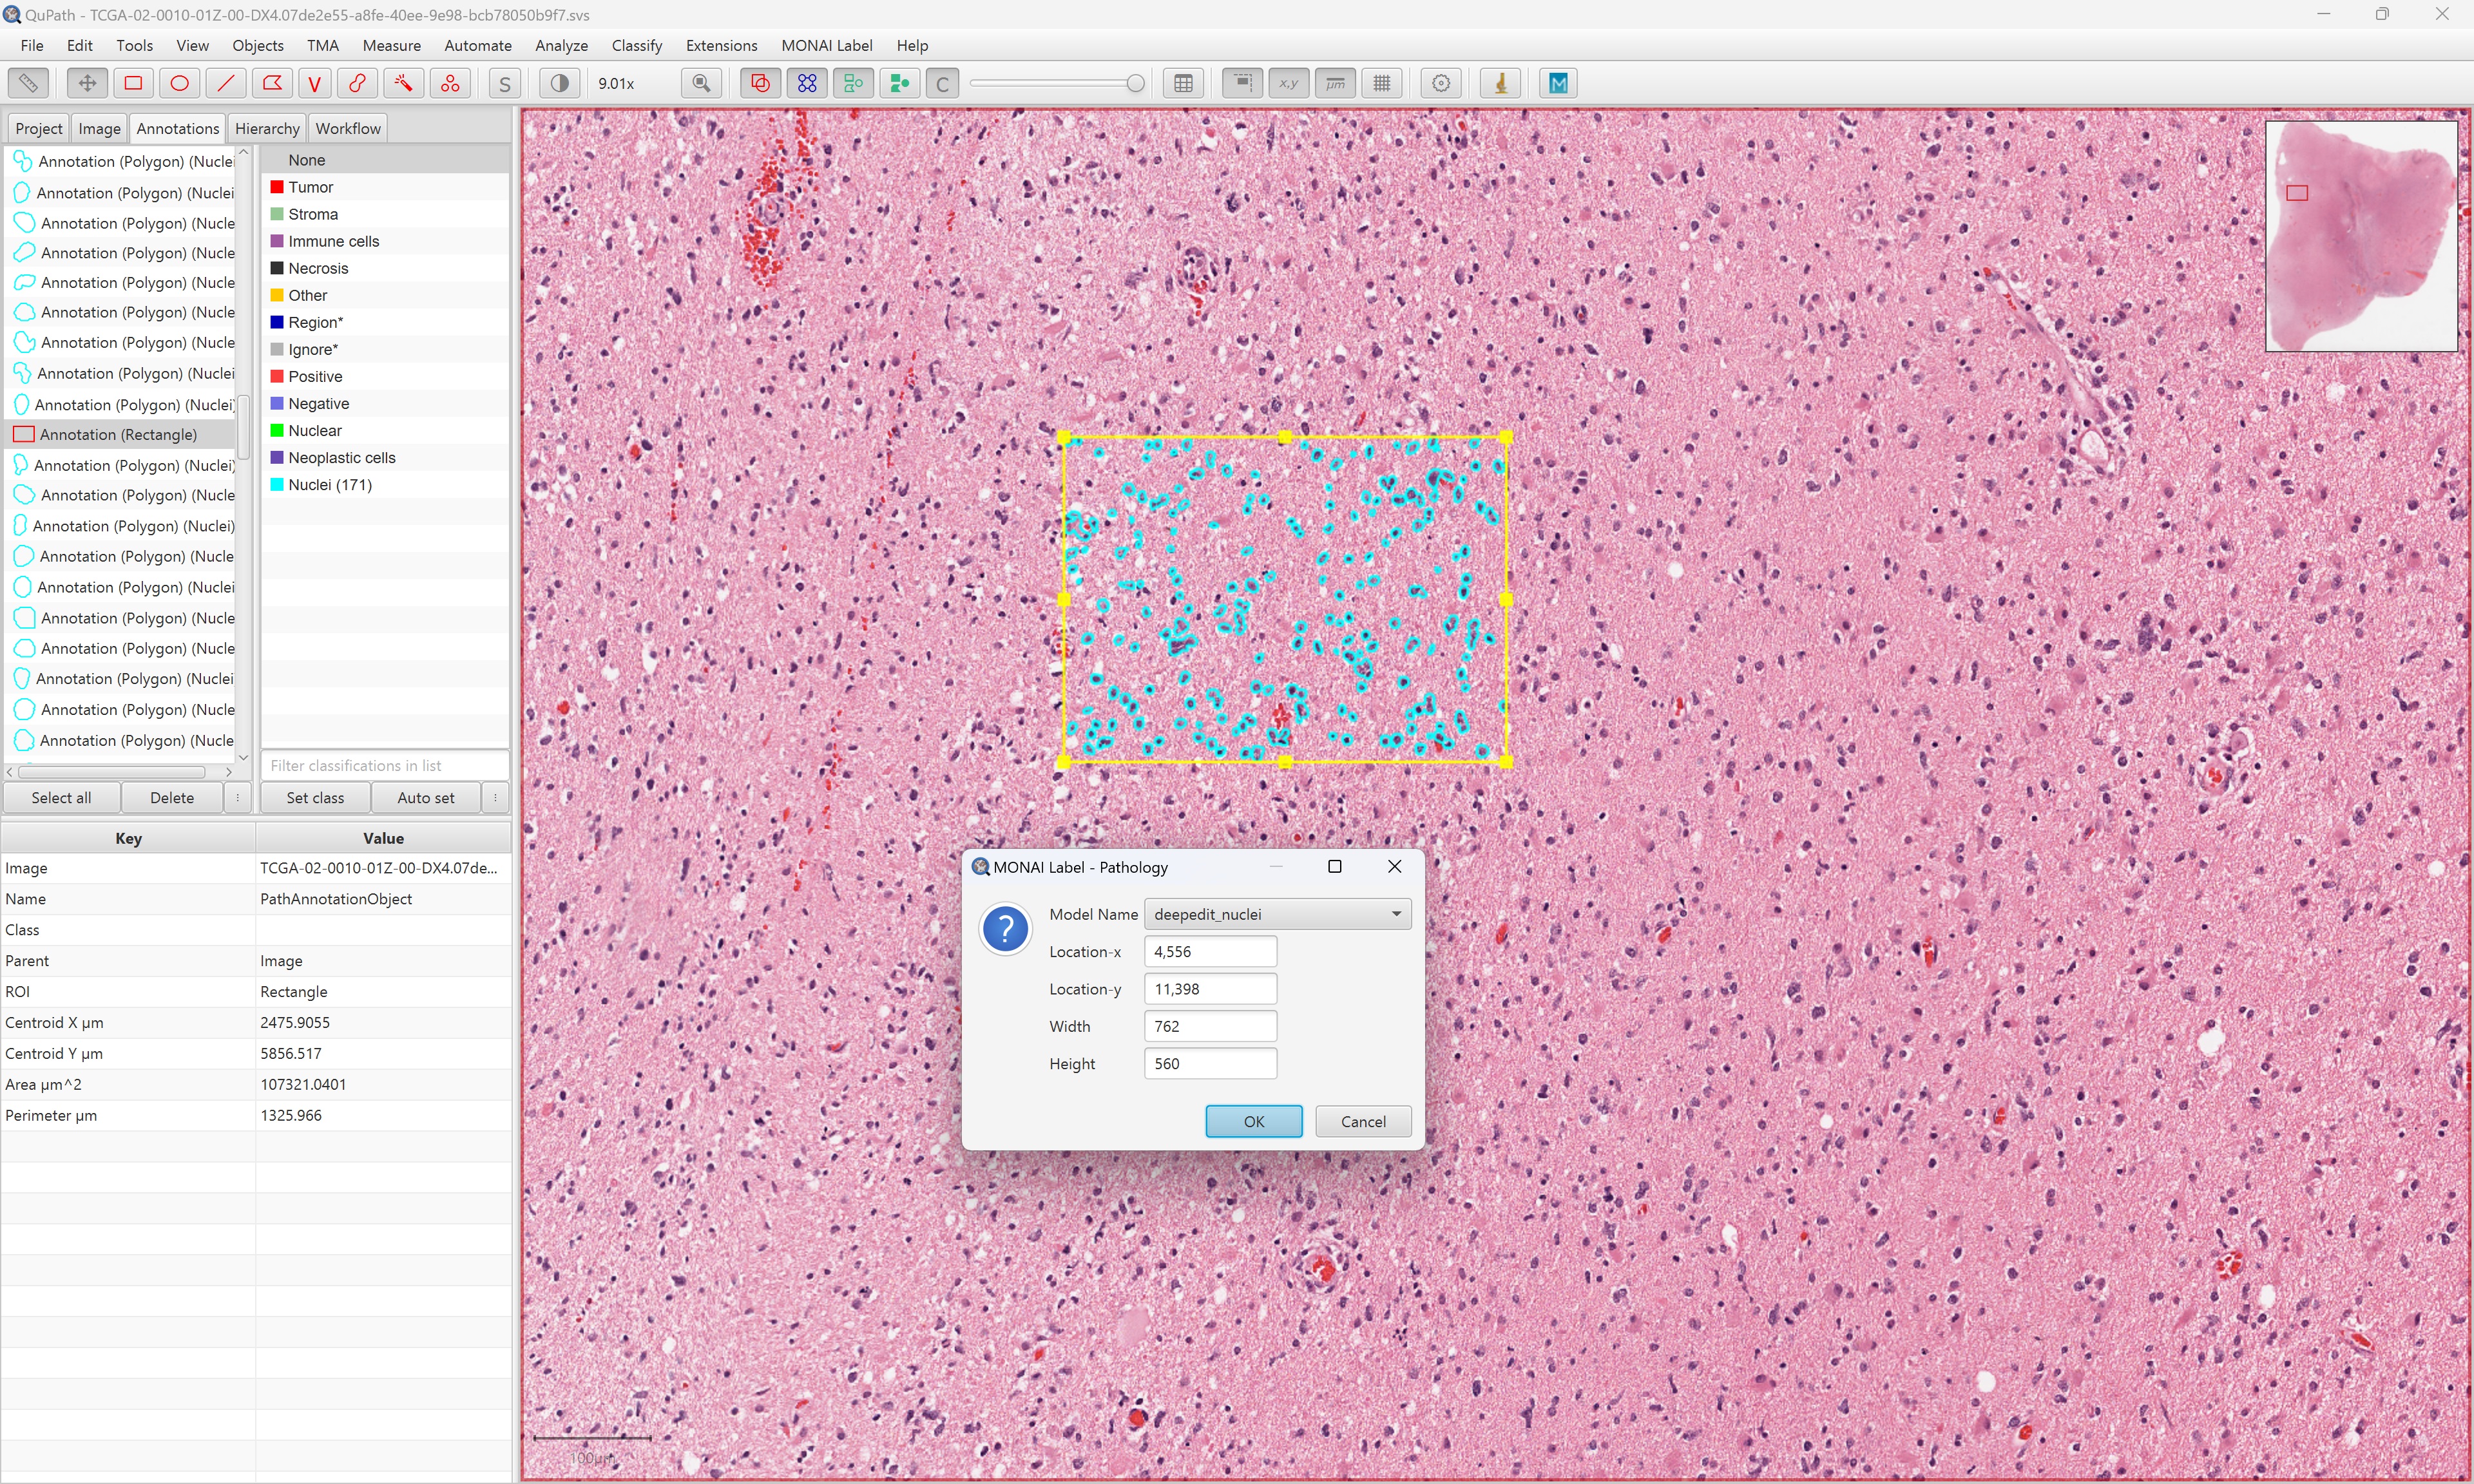 QuPath - TCGA-02-0010-01Z-00-DX4.07de2e55-a8fe-40ee-9e98-bcb78050b9f7.svs
File Edit Tools View Objects TMA Measure Automate Analyze Classify Extensions MONAI Label Help
V S 9.01x C x,y µm M
Project Image Annotations Hierarchy Workflow
Annotation (Polygon) (Nuclei
Annotation (Polygon) (Nuclei
Annotation (Polygon) (Nucle
Annotation (Polygon) (Nucle
Annotation (Polygon) (Nucle
Annotation (Polygon) (Nucle
Annotation (Polygon) (Nucle
Annotation (Polygon) (Nuclei
Annotation (Polygon) (Nuclei)
Annotation (Rectangle)
Annotation (Polygon) (Nuclei)
Annotation (Polygon) (Nucle
Annotation (Polygon) (Nuclei)
Annotation (Polygon) (Nucle
Annotation (Polygon) (Nuclei
Annotation (Polygon) (Nucle
Annotation (Polygon) (Nucle
Annotation (Polygon) (Nuclei
Annotation (Polygon) (Nucle
Annotation (Polygon) (Nucle
None
Tumor
Stroma
Immune cells
Necrosis
Other
Region*
Ignore*
Positive
Negative
Nuclear
Neoplastic cells
Nuclei (171)
Filter classifications in list
Select all Delete Set class Auto set
Key Value
Image TCGA-02-0010-01Z-00-DX4.07de...
Name PathAnnotationObject
Class
Parent Image
ROI Rectangle
Centroid X µm 2475.9055
Centroid Y µm 5856.517
Area µm^2 107321.0401
Perimeter µm 1325.966
MONAI Label - Pathology
?
Model Name deepedit_nuclei
Location-x 4,556
Location-y 11,398
Width 762
Height 560
OK Cancel
100µm